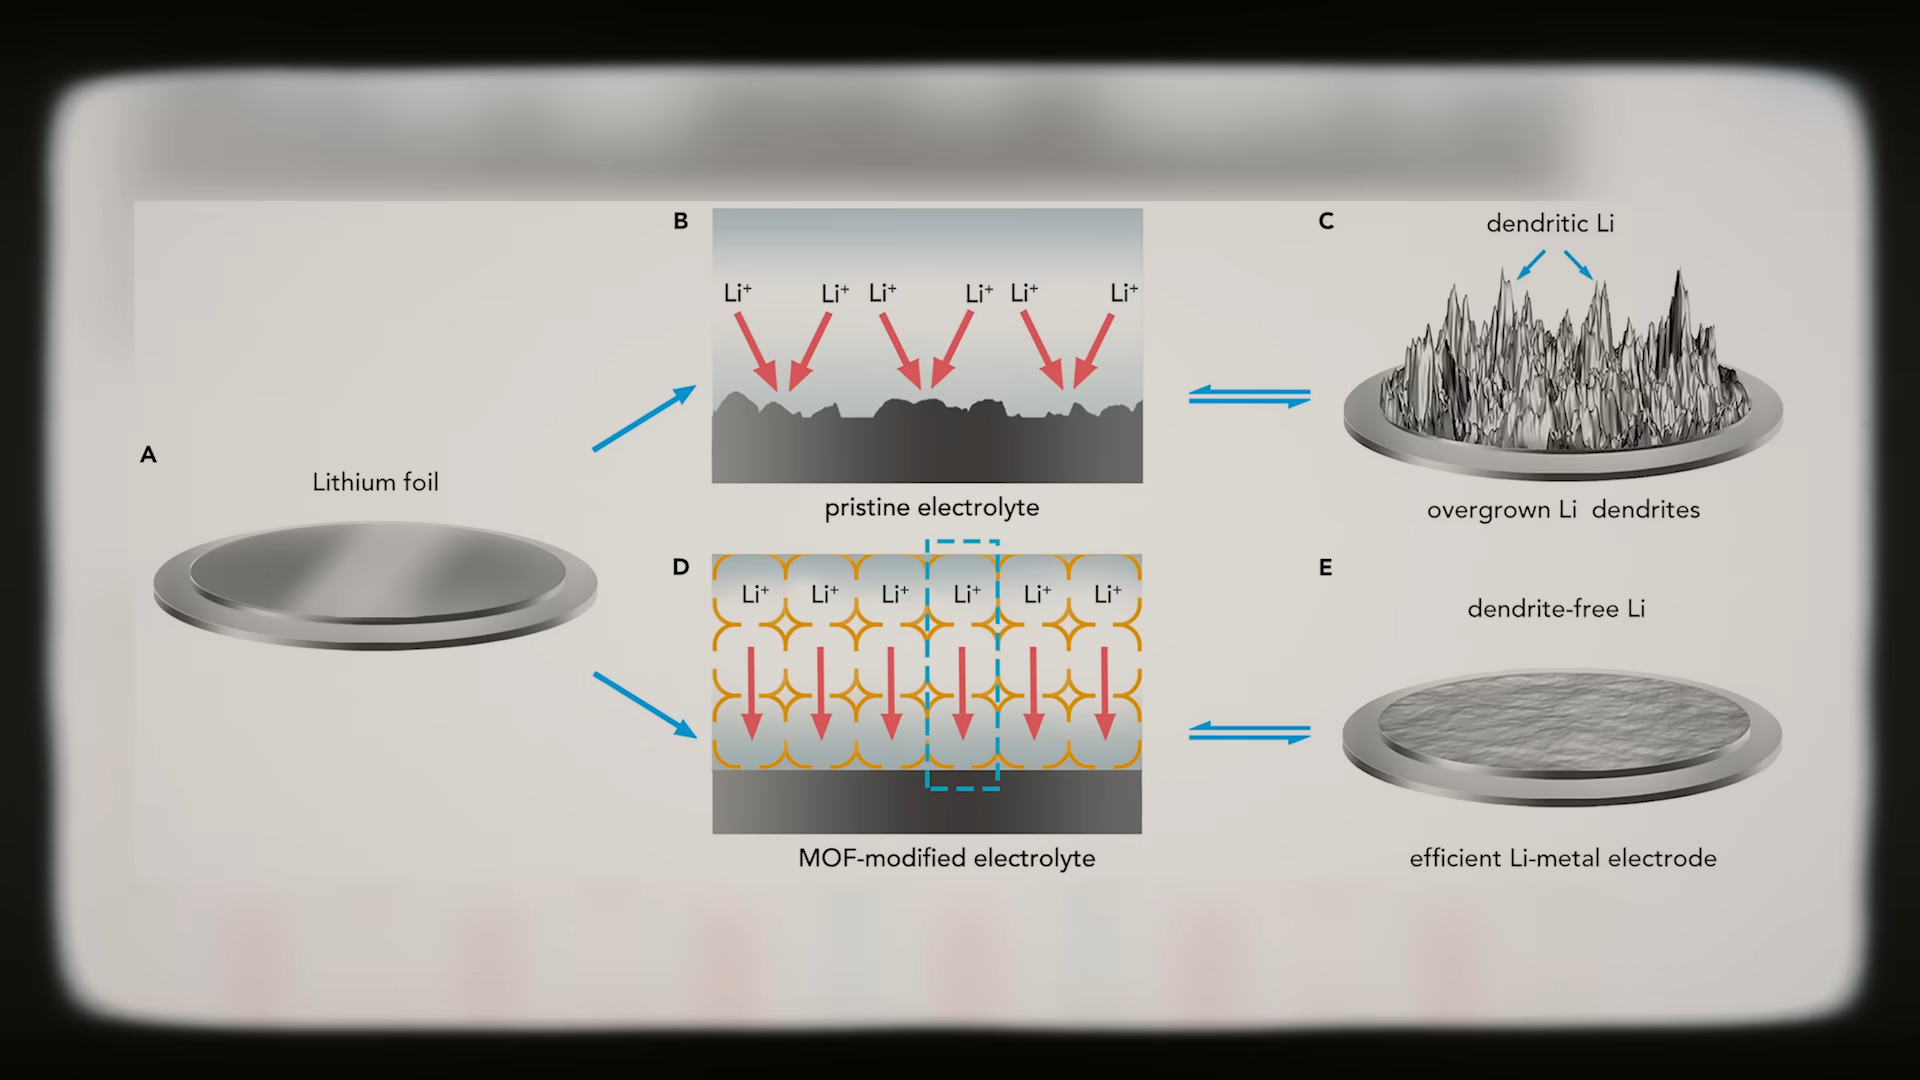 A
Lithium foil
B
Li⁺ Li⁺ Li⁺ Li⁺ Li⁺ Li⁺
pristine electrolyte
C
dendritic Li
overgrown Li dendrites
D
Li⁺ Li⁺ Li⁺ Li⁺ Li⁺ Li⁺
MOF-modified electrolyte
E
dendrite-free Li
efficient Li-metal electrode